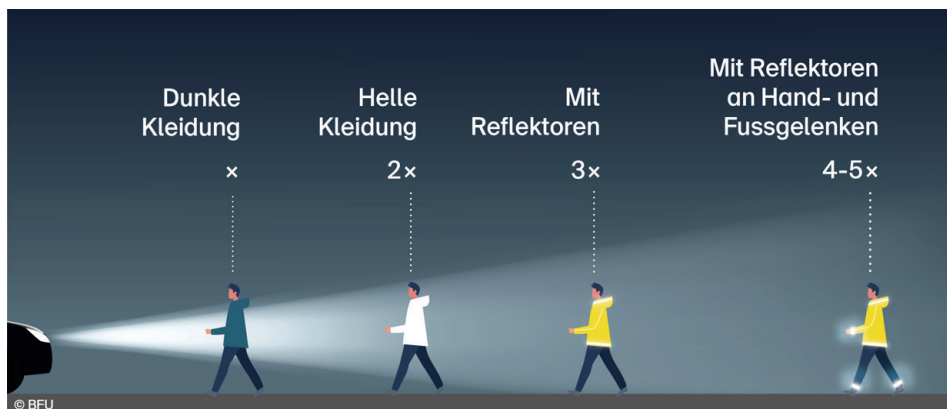 Dunkle
Kleidung
×
Helle
Kleidung
2×
Mit
Reflektoren
3×
Mit Reflektoren
an Hand- und
Fussgelenken
4-5×
© BFU